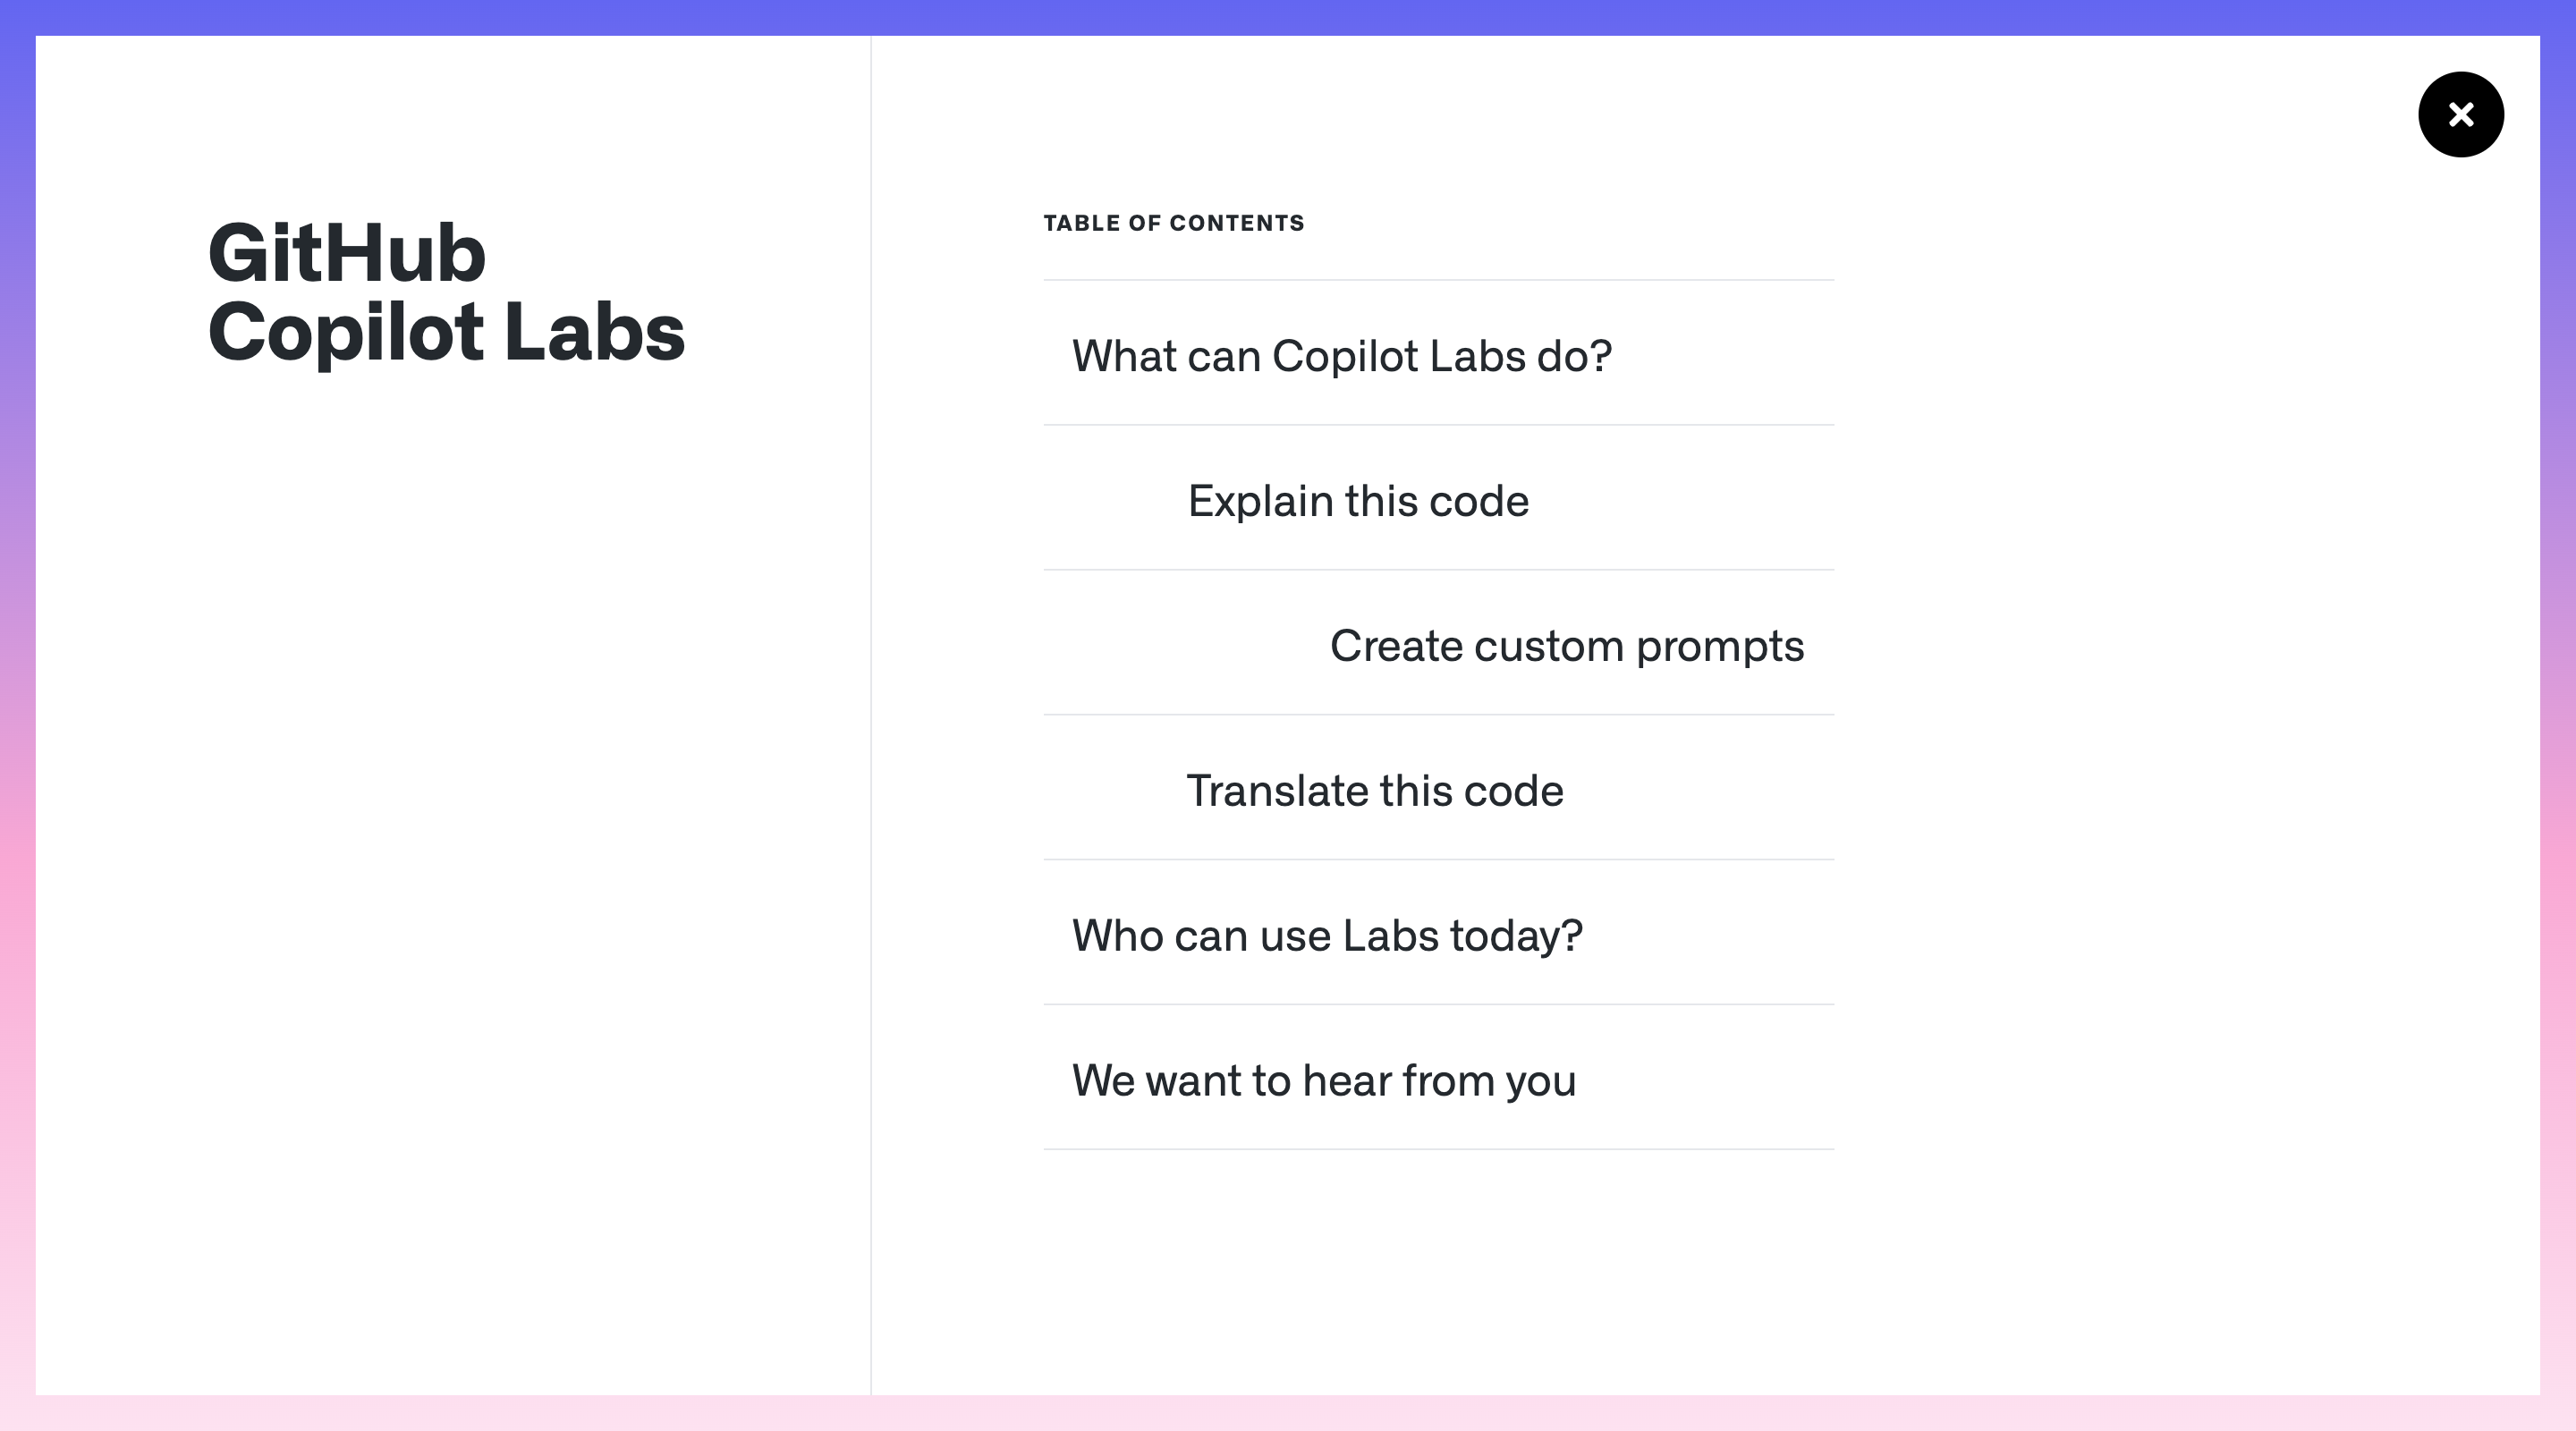 GitHub
Copilot Labs
TABLE OF CONTENTS
What can Copilot Labs do?
Explain this code
Create custom prompts
Translate this code
Who can use Labs today?
We want to hear from you